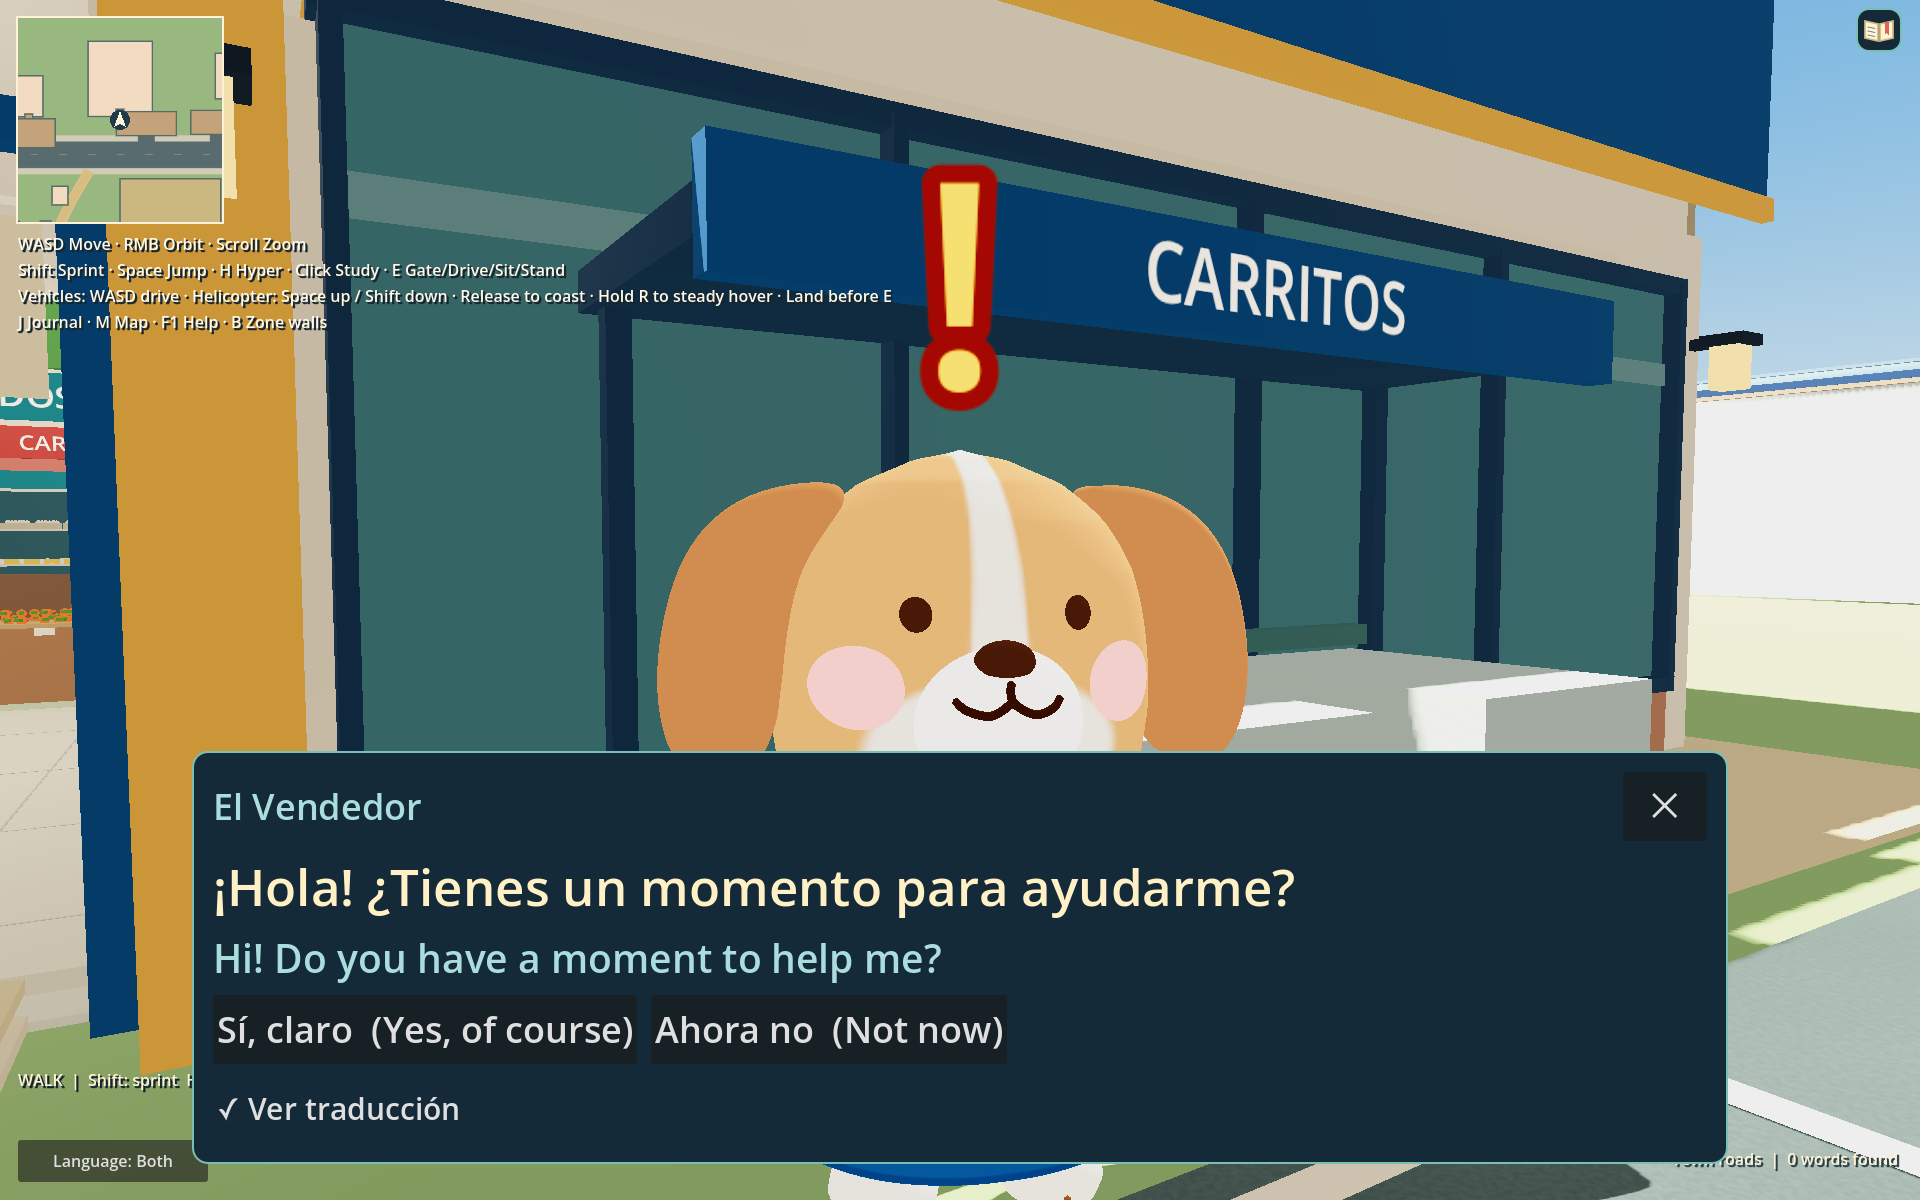 WASD Move · RMB Orbit · Scroll Zoom
Shift Sprint · Space Jump · H Hyper · Click Study · E Gate/Drive/Sit/Stand
Vehicles: WASD drive · Helicopter: Space up / Shift down · Release to coast · Hold R to steady hover · Land before E
J Journal · M Map · F1 Help · B Zone walls
CARRITOS
El Vendedor
¡Hola! ¿Tienes un momento para ayudarme?
Hi! Do you have a moment to help me?
Sí, claro (Yes, of course) Ahora no (Not now)
✓ Ver traducción
WALK | Shift: sprint
Language: Both
roads | 0 words found